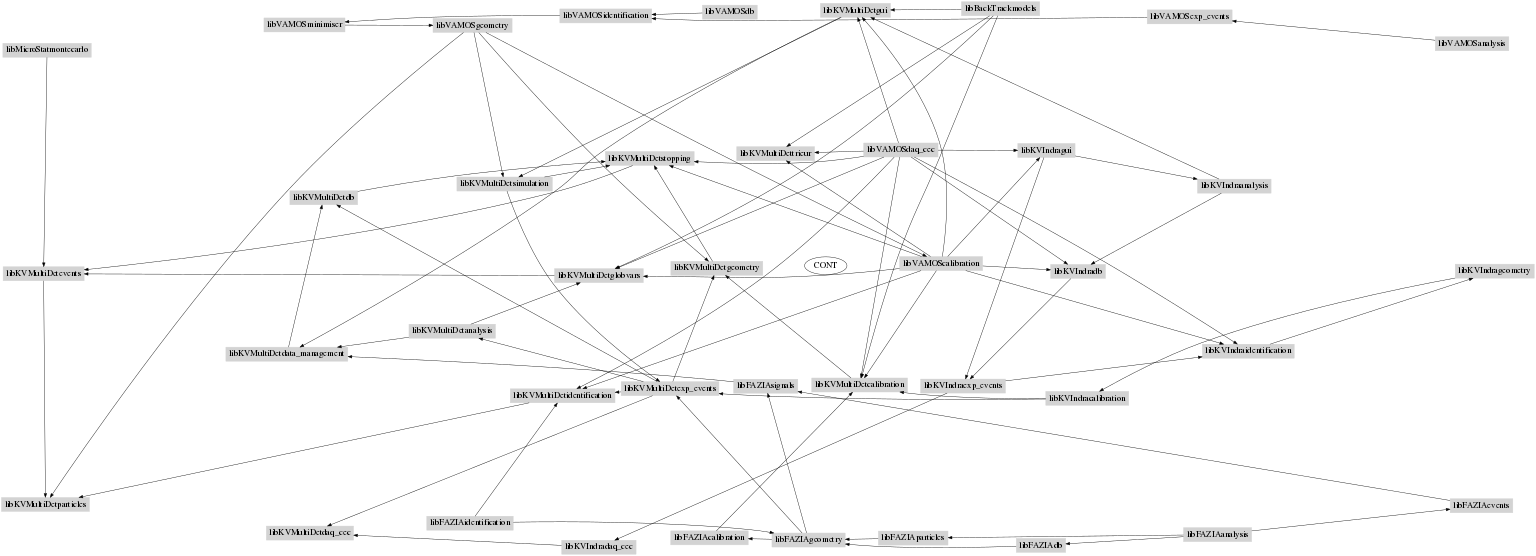 libVAMOSdb
libKVMultiDetgui
libBackTrackmodels
libVAMOSidentification
libVAMOSexp_events
libVAMOSminimiser
libVAMOSgeometry
libVAMOSanalysis
libMicroStatmontecarlo
libVAMOSdaq_ccc
libKVIndragui
libKVMultiDettrieur
libKVMultiDetstopping
libKVMultiDetsimulation
libKVIndraanalysis
libKVMultiDetdb
libVAMOScalibration
CONT
libKVMultiDetgeometry
libKVIndradb
libKVIndrageometry
libKVMultiDetevents
libKVMultiDetglobvars
libKVMultiDetanalysis
libKVIndraidentification
libKVMultiDetdata_management
libFAZIAsignals
libKVMultiDetcalibration
libKVIndraexp_events
libKVMultiDetexp_events
libKVMultiDetidentification
libKVIndracalibration
libKVMultiDetparticles
libFAZIAevents
libFAZIAidentification
libKVMultiDetdaq_ccc
libFAZIAanalysis
libFAZIAcalibration
libFAZIAgeometry
libFAZIAparticles
libKVIndradaq_ccc
libFAZIAdb